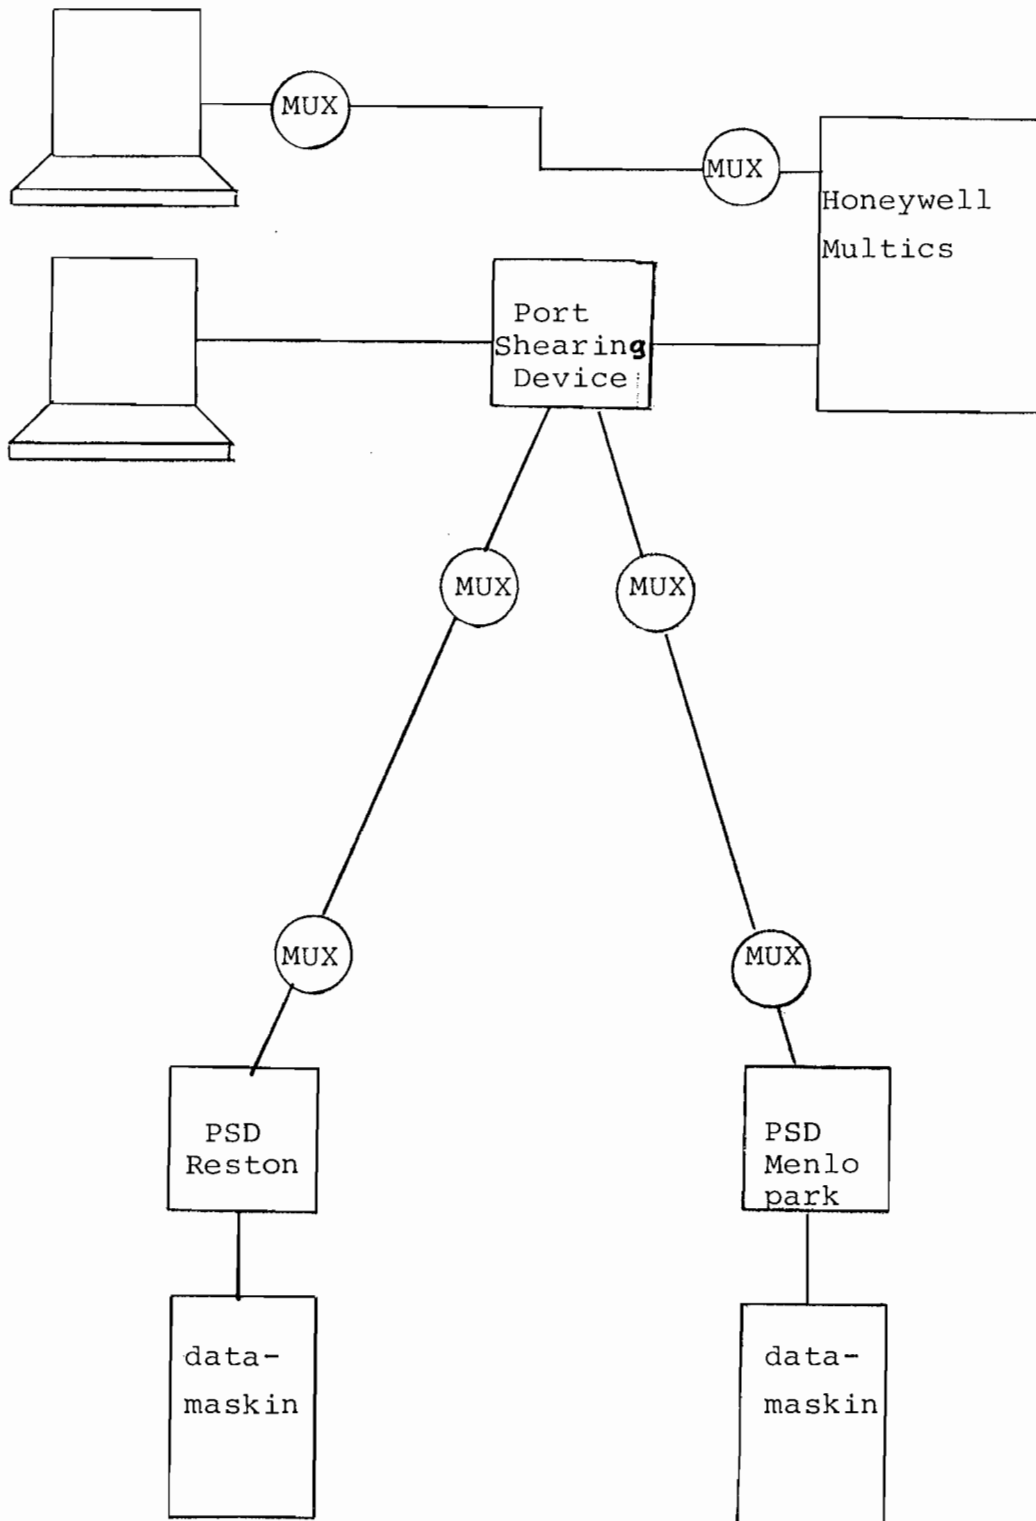 MUX
MUX
Honeywell
Multics
Port
Shearing
Device
MUX
MUX
MUX
MUX
PSD
Reston
PSD
Menlo
park
data-
maskin
data-
maskin